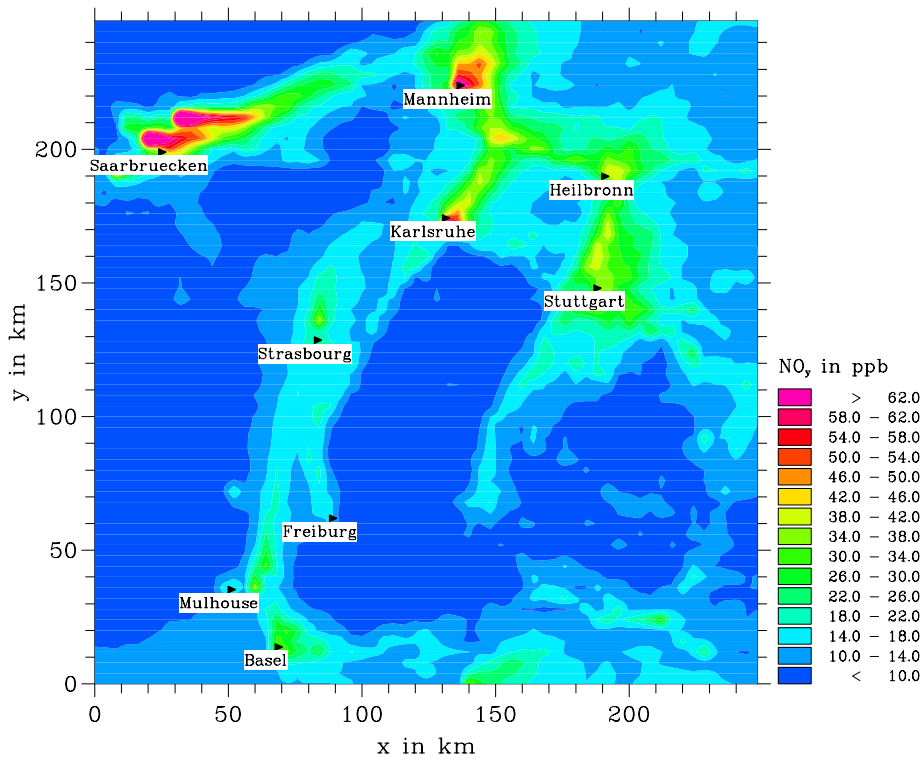 Mannheim
200
Saarbruecken
Heilbronn
Karlsruhe
150
Stuttgart
y in km
Strasbourg
NOy in ppb
> 62.0
100
58.0 – 62.0
54.0 – 58.0
50.0 – 54.0
46.0 – 50.0
42.0 – 46.0
38.0 – 42.0
Freiburg
34.0 – 38.0
50
30.0 – 34.0
26.0 – 30.0
Mulhouse
22.0 – 26.0
18.0 – 22.0
14.0 – 18.0
Basel
10.0 – 14.0
0
< 10.0
0 50 100 150 200
x in km